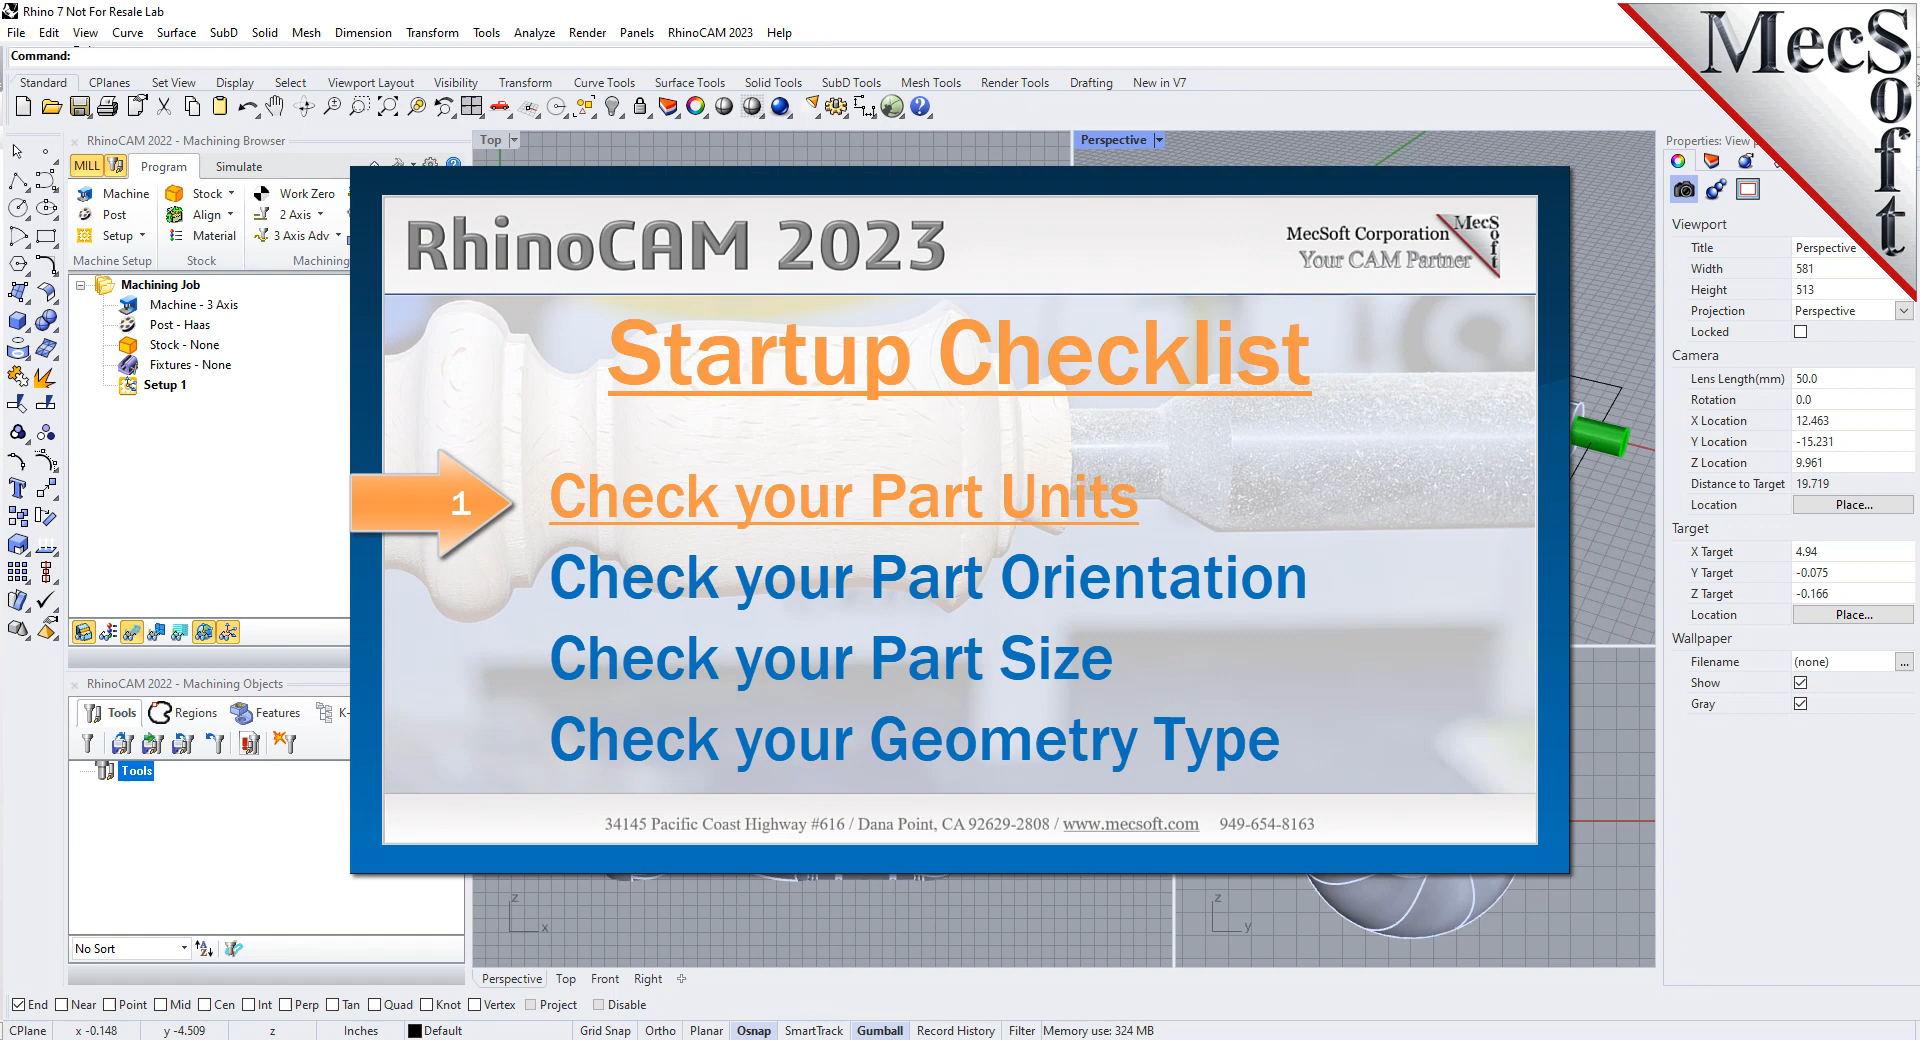 Rhino 7 Not For Resale Lab
File Edit View Curve Surface SubD Solid Mesh Dimension Transform Tools Analyze Render Panels RhinoCAM 2023 Help
Command:
Standard CPlanes Set View Display Select Viewport Layout Visibility Transform Curve Tools Surface Tools Solid Tools SubD Tools Mesh Tools Render Tools Drafting New in V7
MecSoft
RhinoCAM 2022 - Machining Browser
MILL Program Simulate
Machine Stock Work Zero
Post Align 2 Axis
Setup Material 3 Axis Adv
Machine Setup Stock Machining
Machining Job
Machine - 3 Axis
Post - Haas
Stock - None
Fixtures - None
Setup 1
RhinoCAM 2022 - Machining Objects
Tools Regions Features K-
Tools
No Sort
Top
Perspective
RhinoCAM 2023
MecSoft Corporation
Your CAM Partner
MecSoft
Startup Checklist
1
Check your Part Units
Check your Part Orientation
Check your Part Size
Check your Geometry Type
34145 Pacific Coast Highway #616 / Dana Point, CA 92629-2808 / www.mecsoft.com 949-654-8163
z
x
z
y
Properties: View
Viewport
Title Perspective
Width 581
Height 513
Projection Perspective
Locked
Camera
Lens Length(mm) 50.0
Rotation 0.0
X Location 12.463
Y Location -15.231
Z Location 9.961
Distance to Target 19.719
Location Place...
Target
X Target 4.94
Y Target -0.075
Z Target -0.166
Location Place...
Wallpaper
Filename (none) ...
Show
Gray
Perspective Top Front Right
End Near Point Mid Cen Int Perp Tan Quad Knot Vertex Project Disable
CPlane x -0.148 y -4.509 z Inches Default Grid Snap Ortho Planar Osnap SmartTrack Gumball Record History Filter Memory use: 324 MB